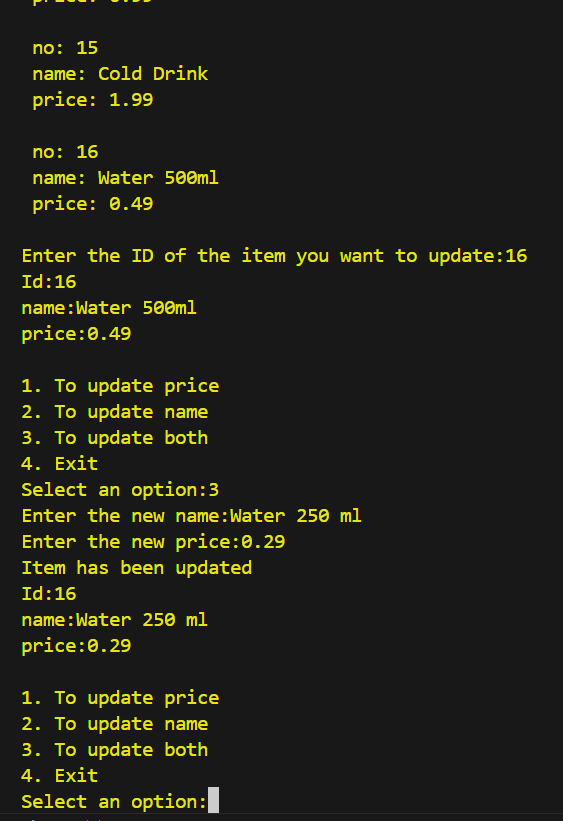 no: 15
name: Cold Drink
price: 1.99
no: 16
name: Water 500ml
price: 0.49
Enter the ID of the item you want to update:16
Id:16
name:Water 500ml
price:0.49
1. To update price
2. To update name
3. To update both
4. Exit
Select an option:3
Enter the new name:Water 250 ml
Enter the new price:0.29
Item has been updated
Id:16
name:Water 250 ml
price:0.29
1. To update price
2. To update name
3. To update both
4. Exit
Select an option: